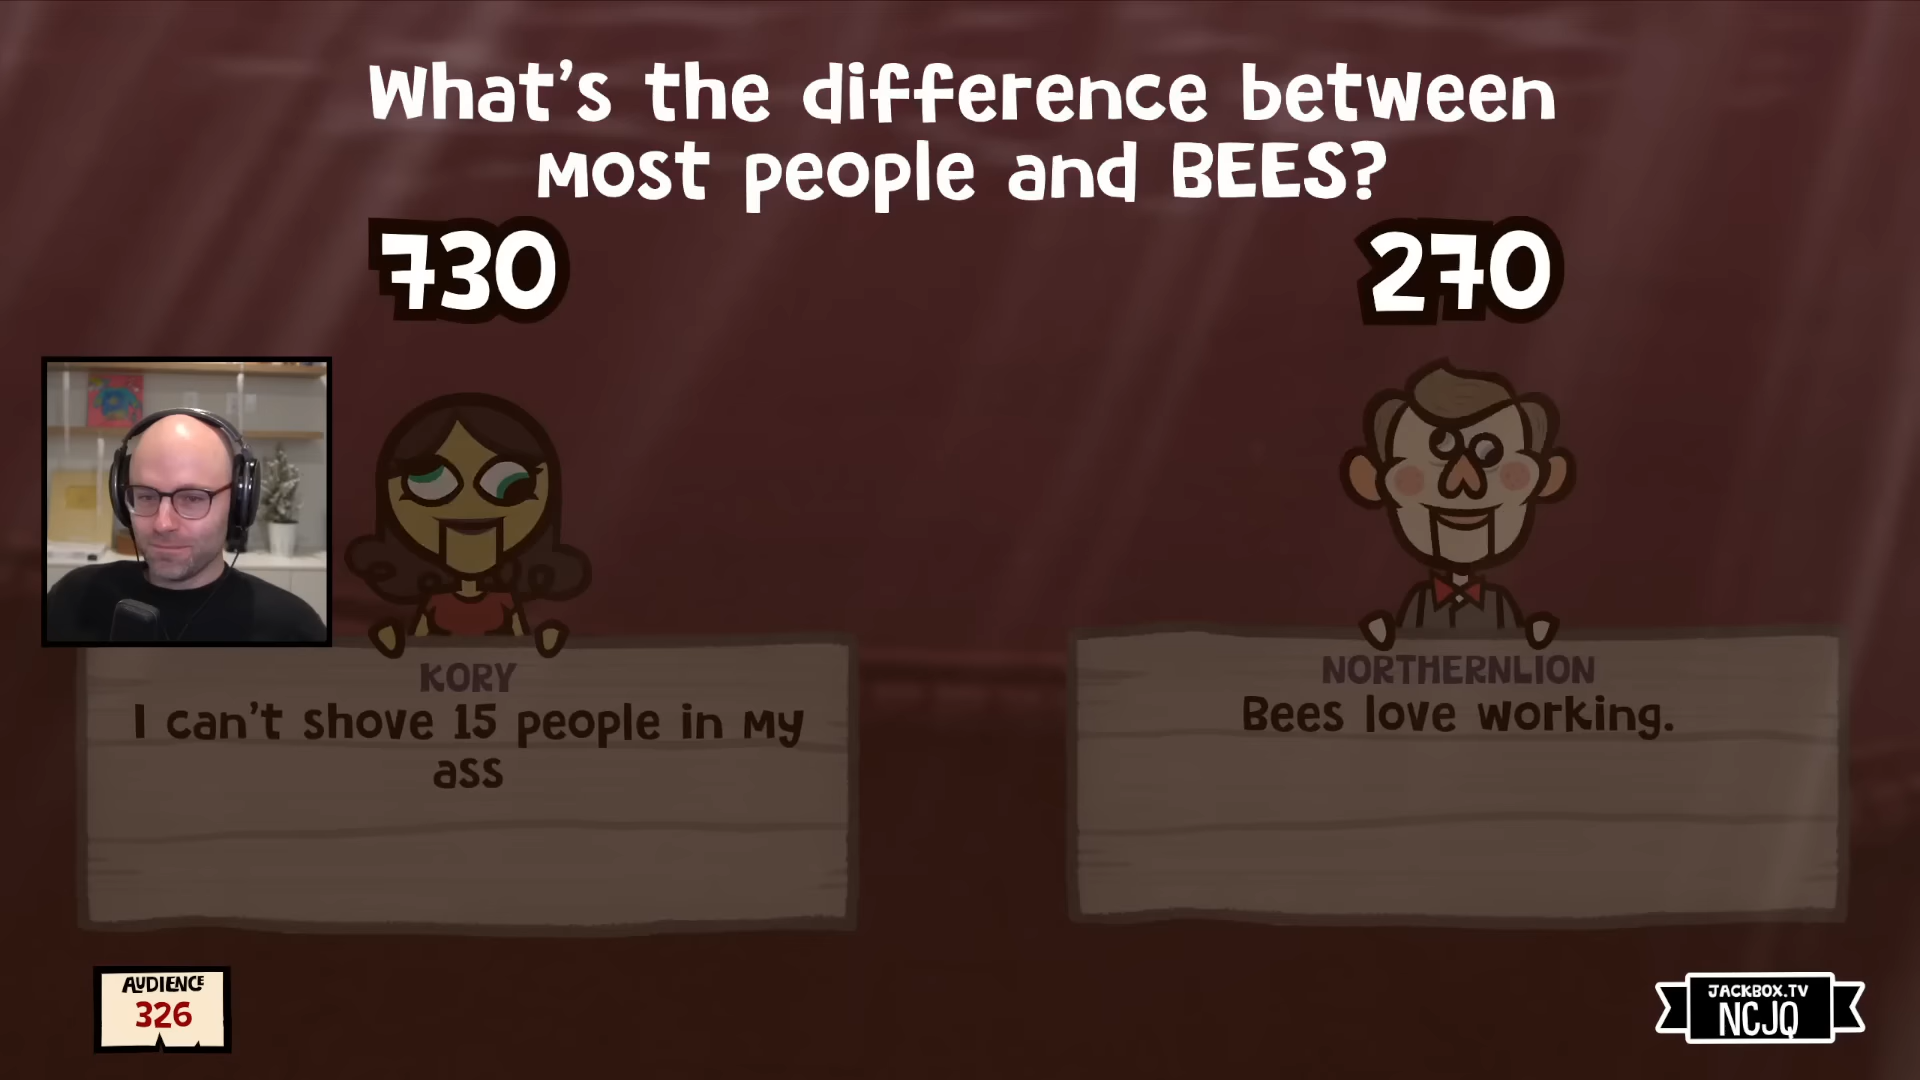 What's the difference between
most people and BEES?
730
270
KORY
I can't shove 15 people in my
ass
NORTHERNLION
Bees love working.
AUDIENCE
326
JACKBOX.TV
NCJQ